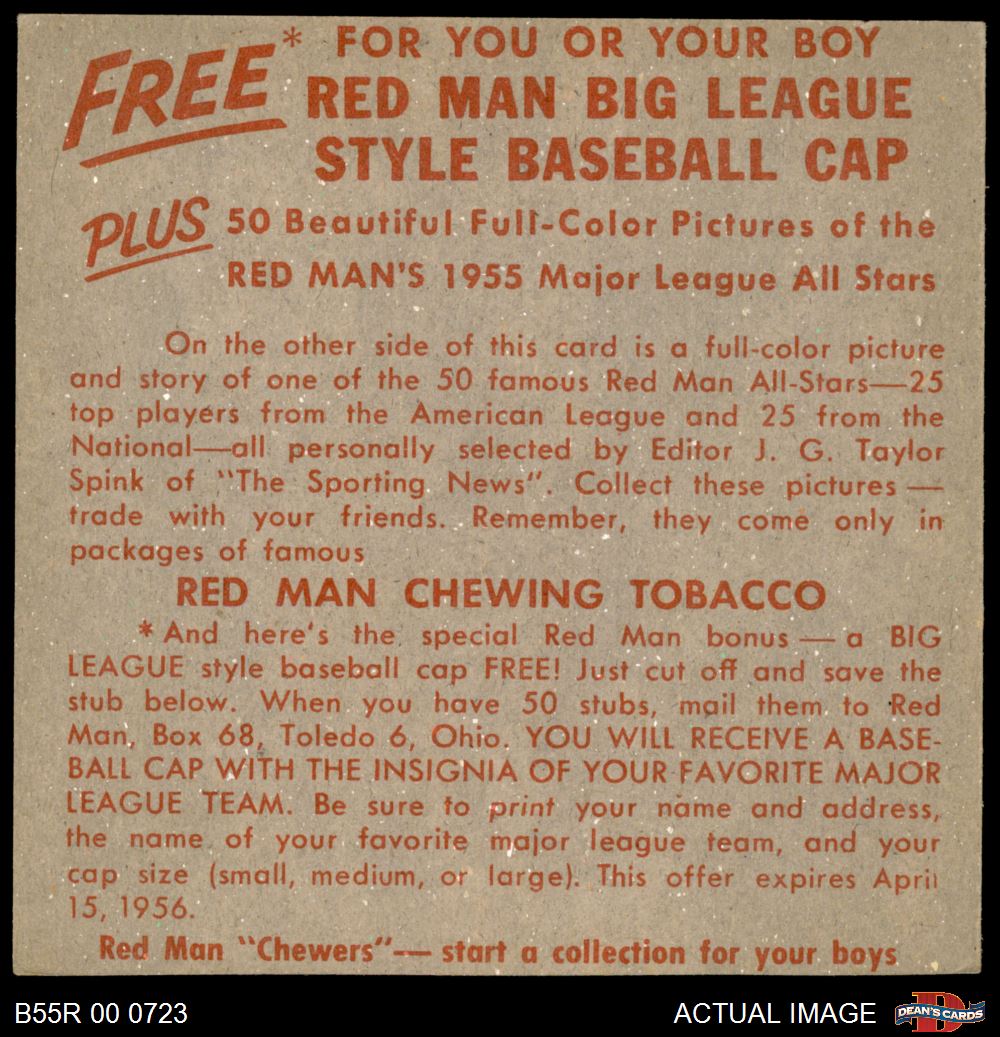 FREE* FOR YOU OR YOUR BOY
RED MAN BIG LEAGUE
STYLE BASEBALL CAP
PLUS 50 Beautiful Full-Color Pictures of the
RED MAN'S 1955 Major League All Stars
On the other side of this card is a full-color picture
and story of one of the 50 famous Red Man All-Stars—25
top players from the American League and 25 from the
National—all personally selected by Editor J. G. Taylor
Spink of "The Sporting News". Collect these pictures —
trade with your friends. Remember, they come only in
packages of famous
RED MAN CHEWING TOBACCO
*And here's the special Red Man bonus — a BIG
LEAGUE style baseball cap FREE! Just cut off and save the
stub below. When you have 50 stubs, mail them to Red
Man, Box 68, Toledo 6, Ohio. YOU WILL RECEIVE A BASE-
BALL CAP WITH THE INSIGNIA OF YOUR FAVORITE MAJOR
LEAGUE TEAM. Be sure to print your name and address,
the name of your favorite major league team, and your
cap size (small, medium, or large). This offer expires April
15, 1956.
Red Man "Chewers"— start a collection for your boys
B55R 00 0723
ACTUAL IMAGE
D
DEAN'S CARDS